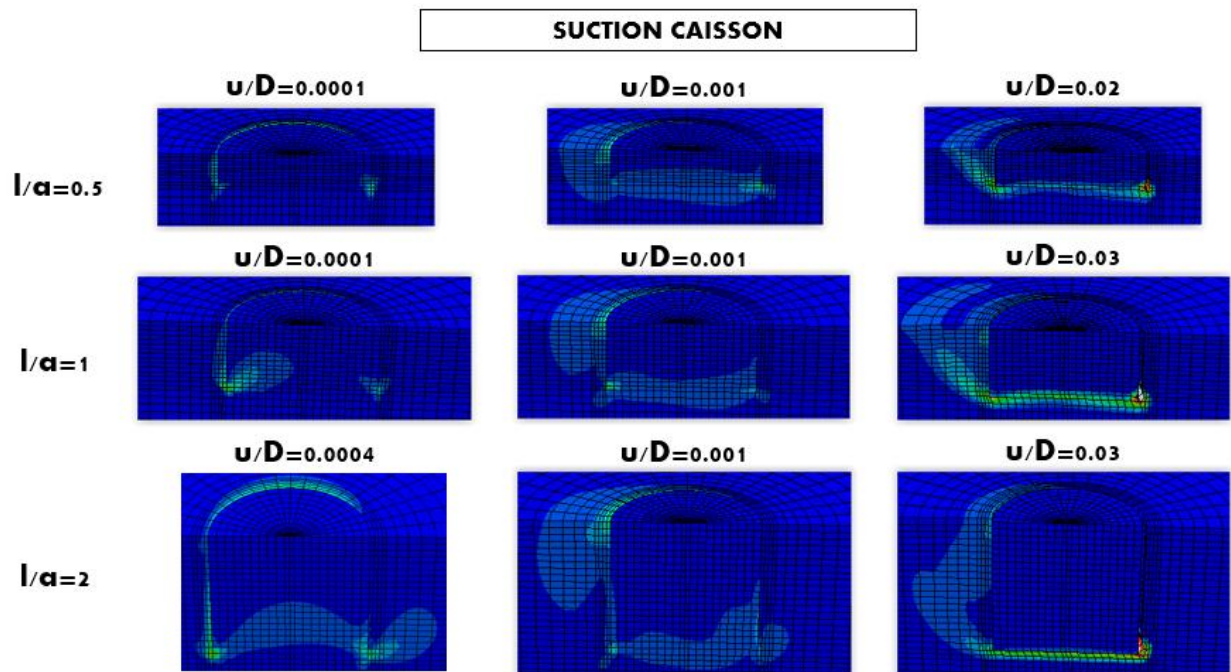 SUCTION CAISSON
u/D=0.0001 u/D=0.001 u/D=0.02
l/a=0.5
u/D=0.0001 u/D=0.001 u/D=0.03
l/a=1
u/D=0.0004 u/D=0.001 u/D=0.03
l/a=2